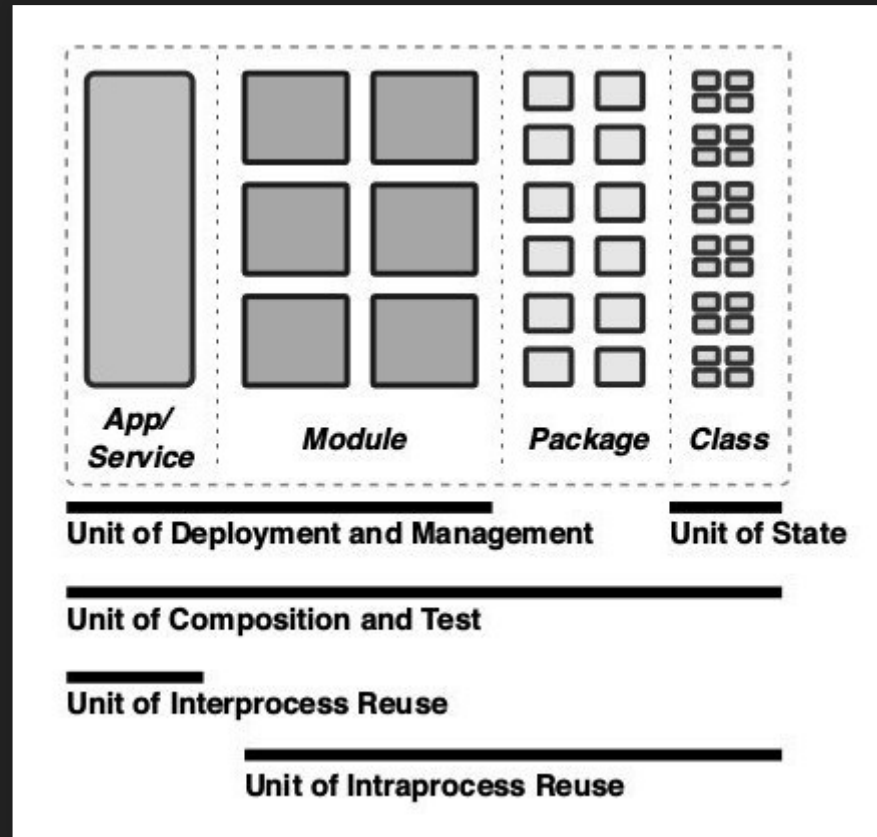 App/
Service
Module
Package
Class
Unit of Deployment and Management
Unit of State
Unit of Composition and Test
Unit of Interprocess Reuse
Unit of Intraprocess Reuse